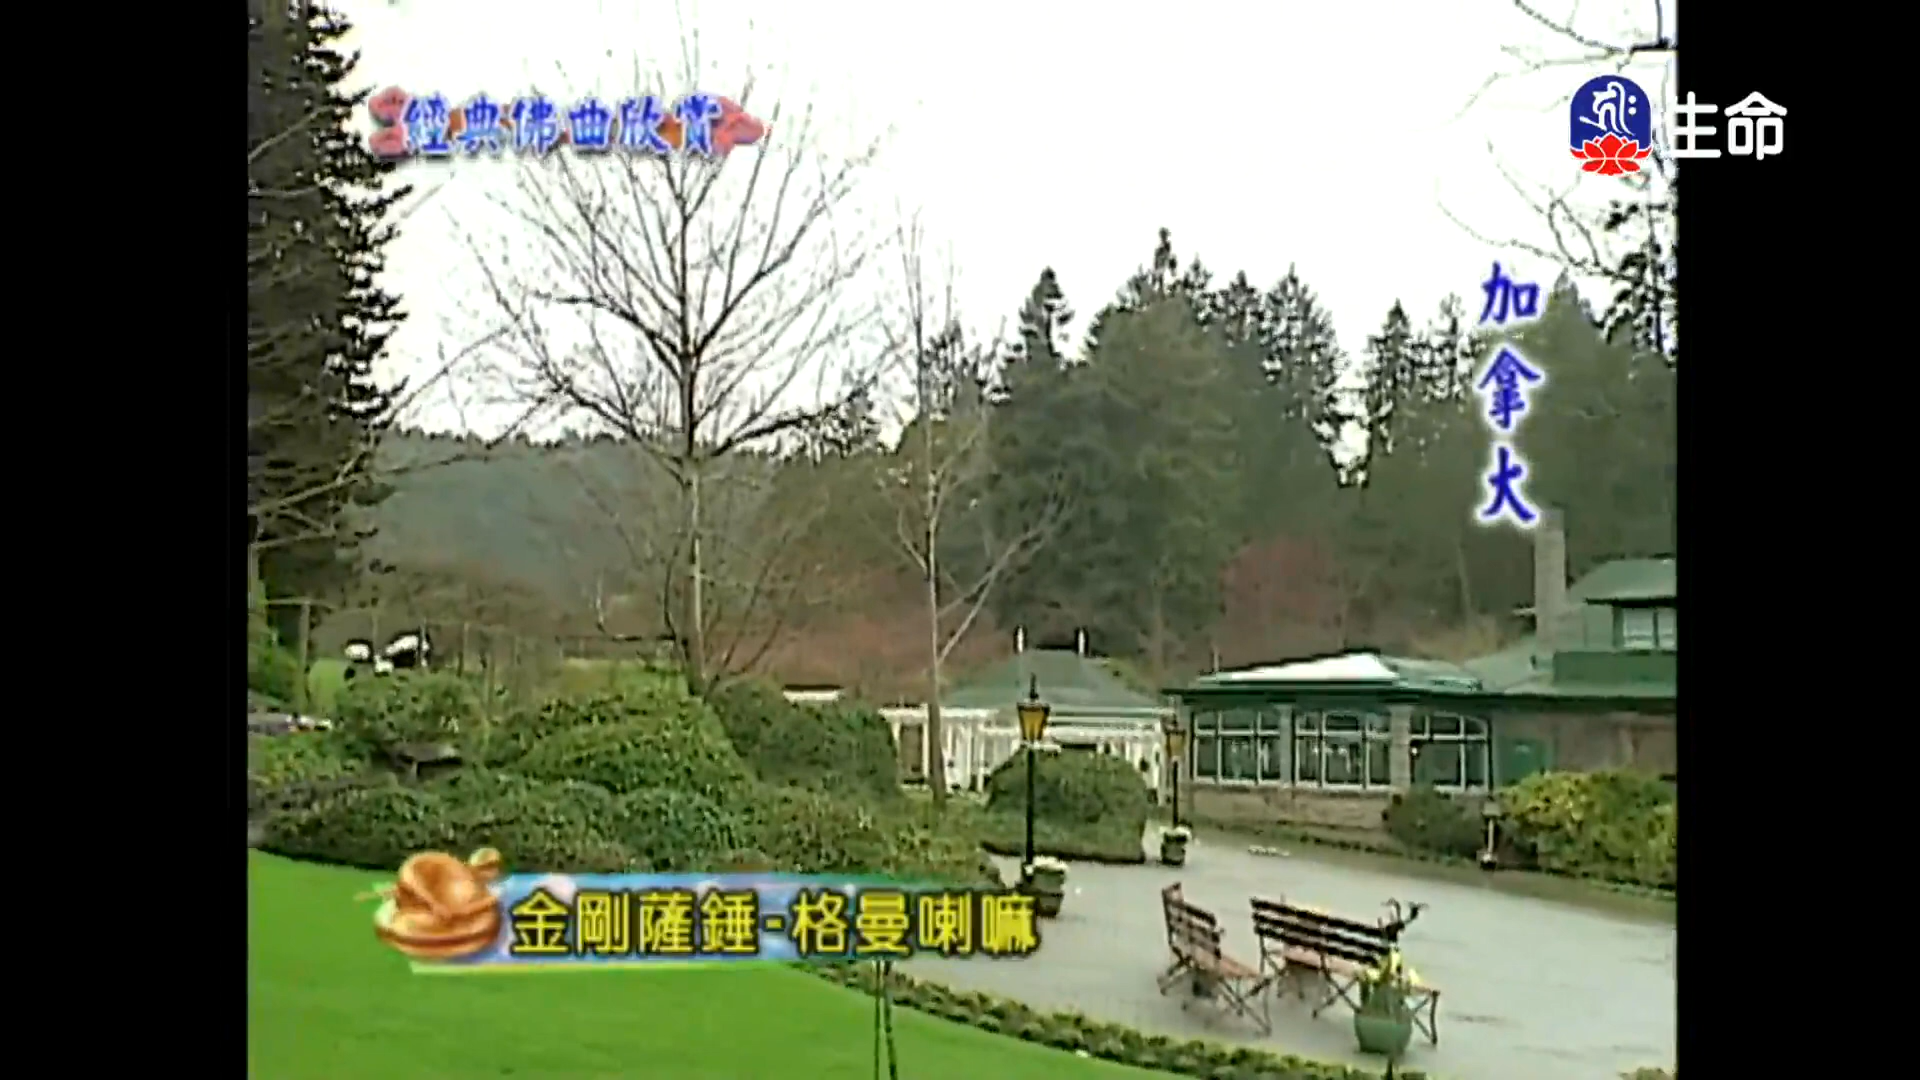 經典佛曲欣賞
生命
加拿大
金剛薩錘-格曼喇嘛